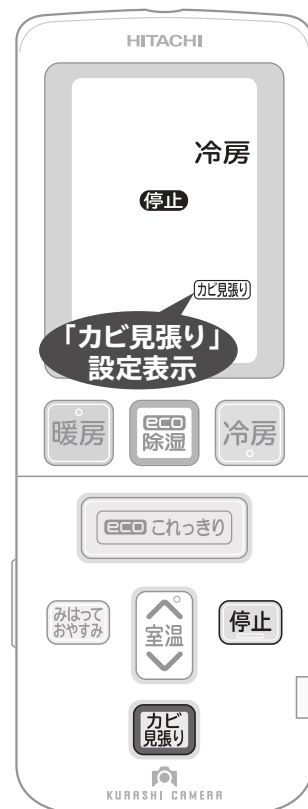 HITACHI
冷房
停止
カビ見張り
「カビ見張り」
設定表示
暖房
eco
除湿
冷房
eco これっきり
みはって
おやすみ
室温
停止
カビ
見張り
KURASHI CAMERA